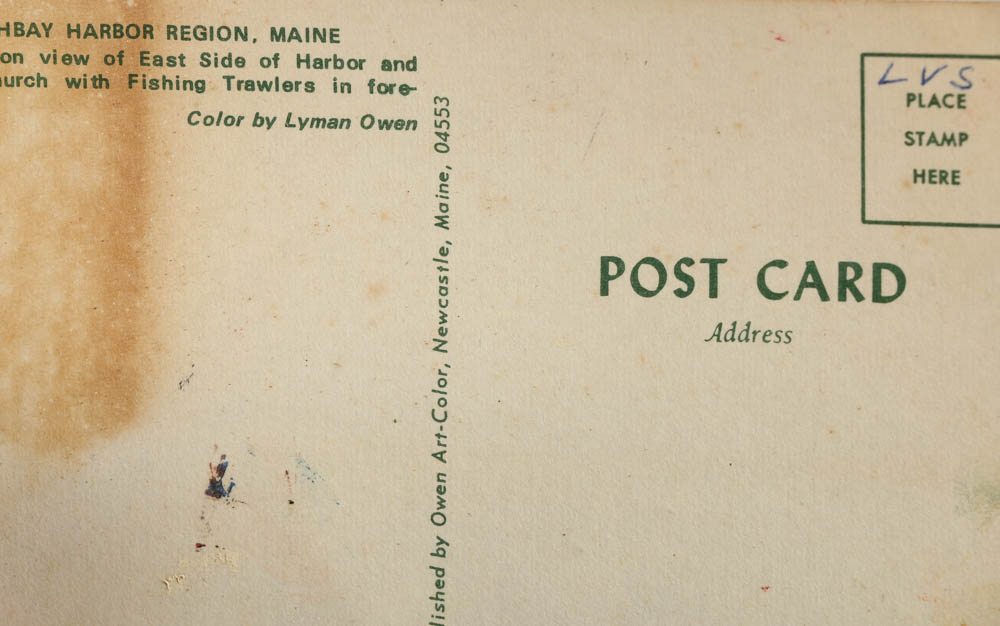 HBAY HARBOR REGION, MAINE
on view of East Side of Harbor and
urch with Fishing Trawlers in fore-
Color by Lyman Owen
lished by Owen Art-Color, Newcastle, Maine, 04553
LVS
PLACE
STAMP
HERE
POST CARD
Address